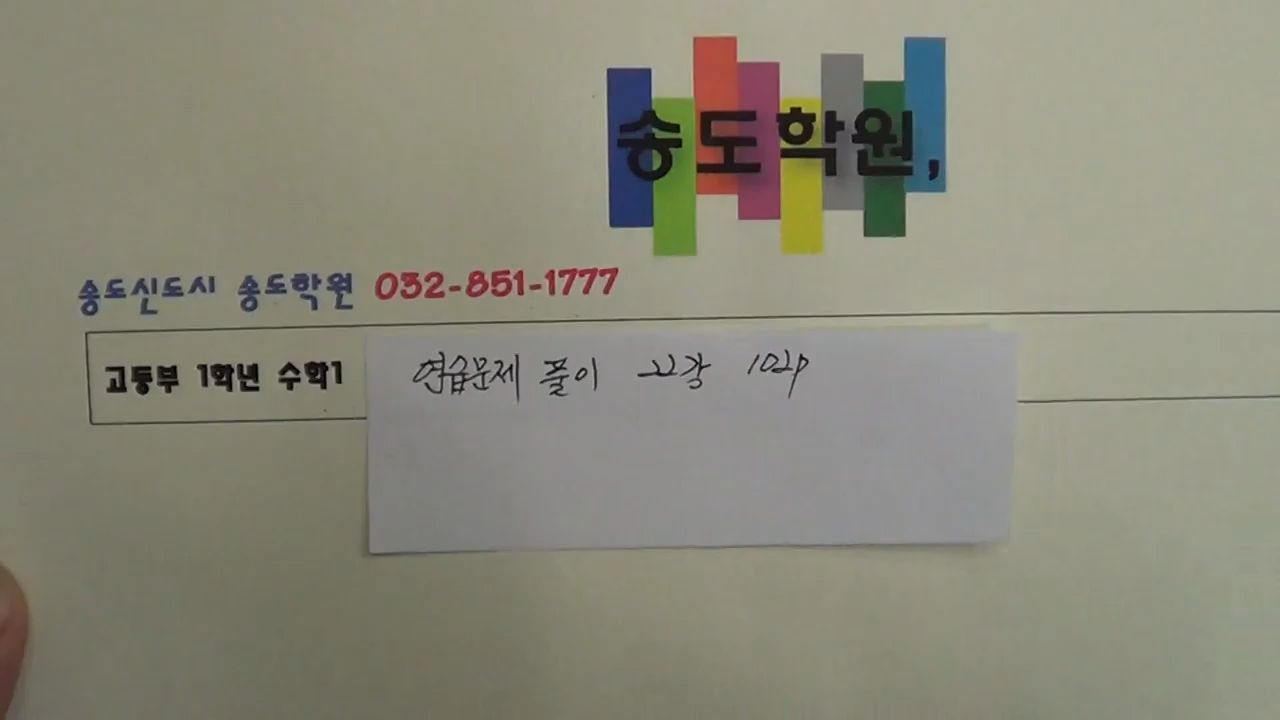 송도학원,
송도신도시 송도학원 032-851-1777
고등부 1학년 수학1
연습문제 풀이 22강 102p